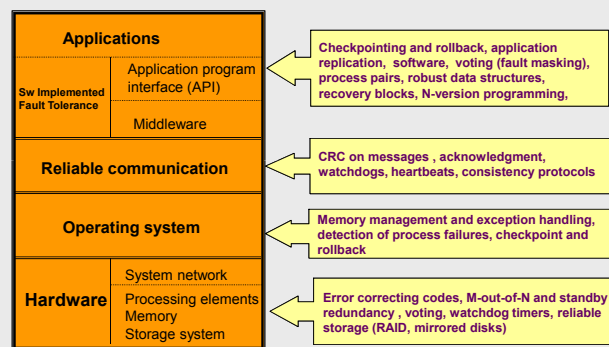 Applications
Sw Implemented
Fault Tolerance
Application program
interface (API)
Middleware
Checkpointing and rollback, application
replication, software, voting (fault masking),
process pairs, robust data structures,
recovery blocks, N-version programming,
Reliable communication
CRC on messages , acknowledgment,
watchdogs, heartbeats, consistency protocols
Operating system
Memory management and exception handling,
detection of process failures, checkpoint and
rollback
Hardware
System network
Processing elements
Memory
Storage system
Error correcting codes, M-out-of-N and standby
redundancy , voting, watchdog timers, reliable
storage (RAID, mirrored disks)